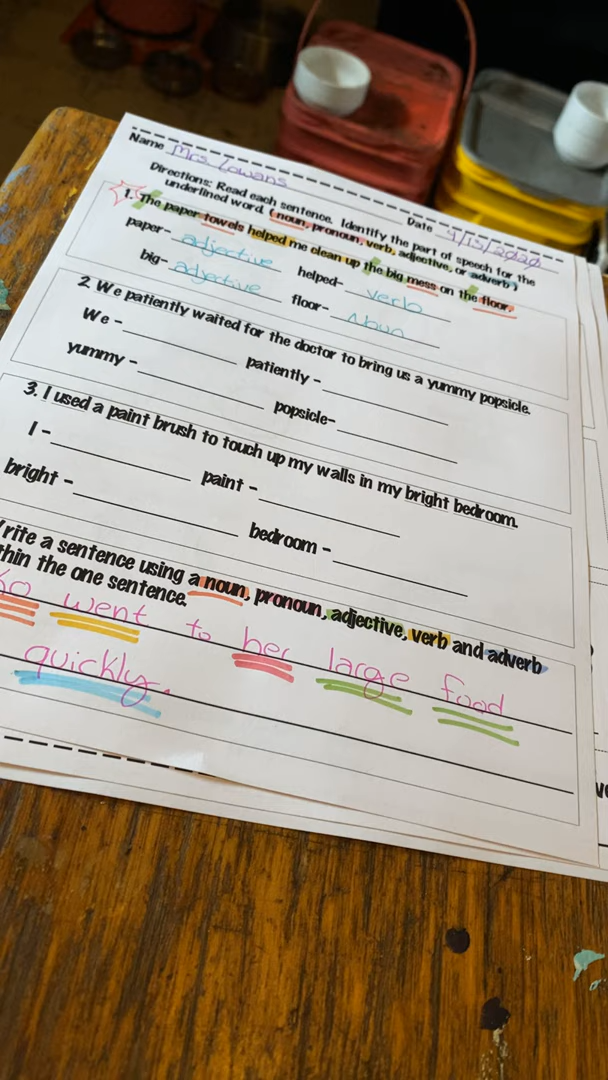 Name Mrs. Lowans
Date 4/15/2020
Directions: Read each sentence. Identify the part of speech for the
underlined word. (noun, pronoun, verb, adjective, or adverb)
1. The paper towels helped me clean up the big mess on the floor.
paper- adjective helped- verb
big- adjective floor- noun
2. We patiently waited for the doctor to bring us a yummy popsicle.
We - patiently -
yummy - popsicle-
3. I used a paint brush to touch up my walls in my bright bedroom.
I - paint -
bright - bedroom -
rite a sentence using a noun, pronoun, adjective, verb and adverb
thin the one sentence.
went to her large food
quickly.